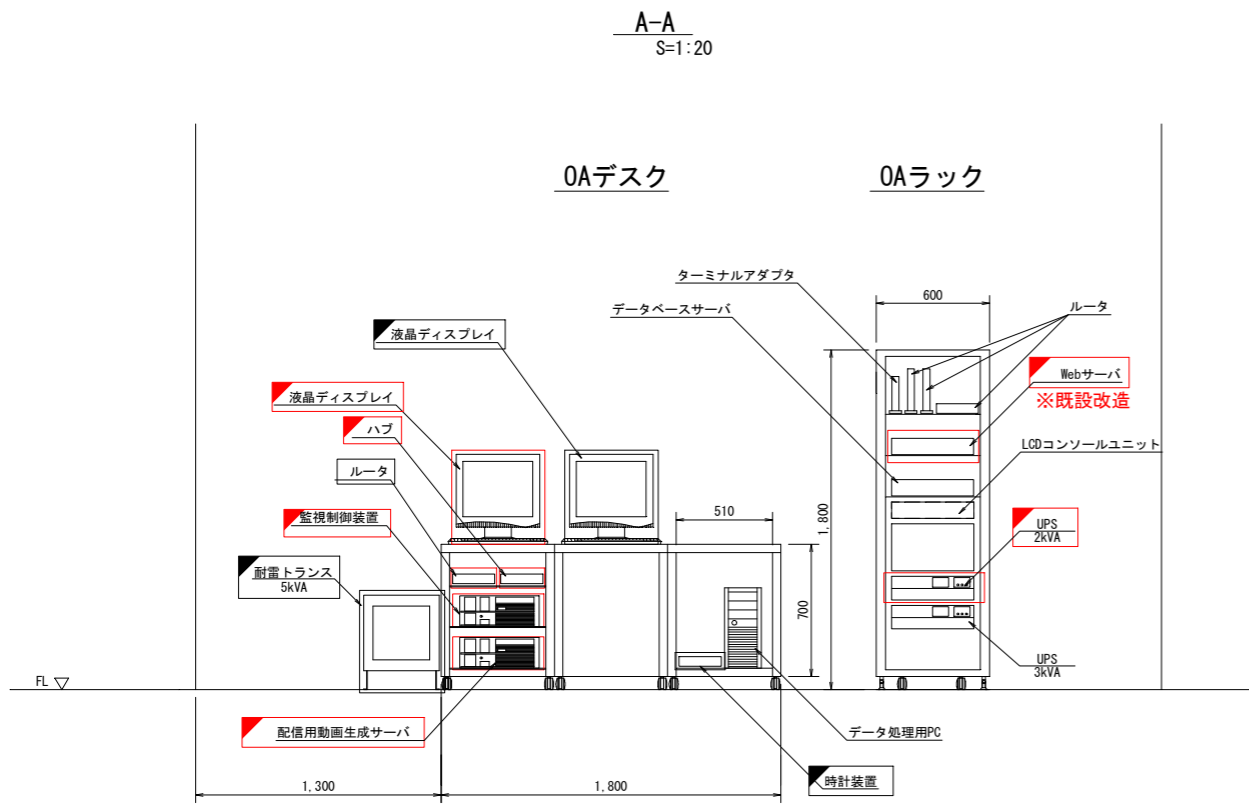 A-A
S=1:20
OAデスク
OAラック
ターミナルアダプタ
600
データベースサーバ
ルータ
液晶ディスプレイ
Webサーバ
※既設改造
液晶ディスプレイ
ハブ
LCDコンソールユニット
ルータ
監視制御装置
510
1,800
UPS
2kVA
耐雷トランス
5kVA
700
UPS
3kVA
FL
配信用動画生成サーバ
データ処理用PC
時計装置
1,300
1,800